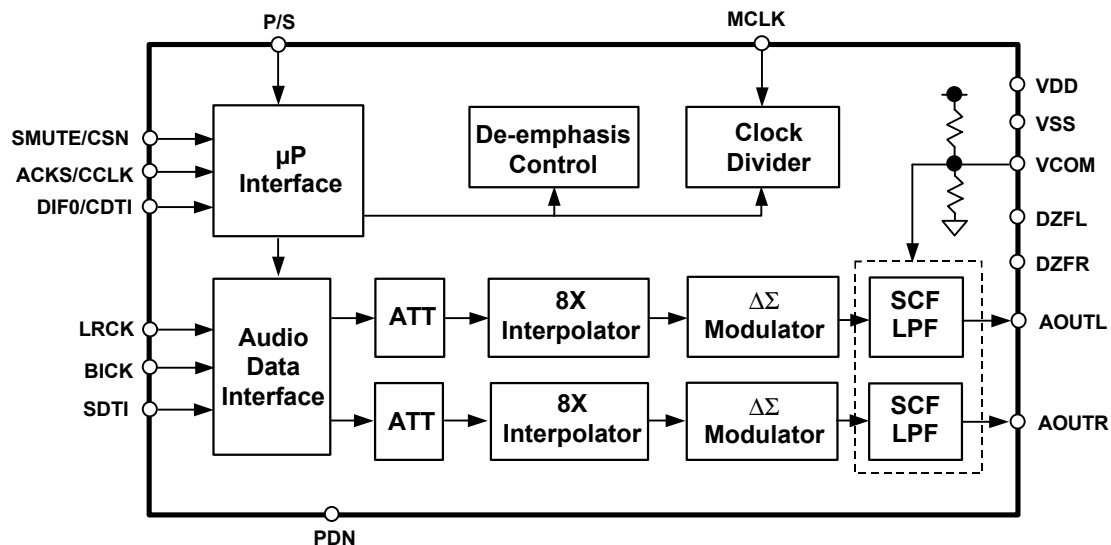 P/S
MCLK
VDD
VSS
VCOM
DZFL
DZFR
AOUTL
AOUTR
SMUTE/CSN
ACKS/CCLK
DIF0/CDTI
µP
Interface
De-emphasis
Control
Clock
Divider
LRCK
BICK
SDTI
Audio
Data
Interface
ATT
8X
Interpolator
ΔΣ
Modulator
SCF
LPF
ATT
8X
Interpolator
ΔΣ
Modulator
SCF
LPF
PDN